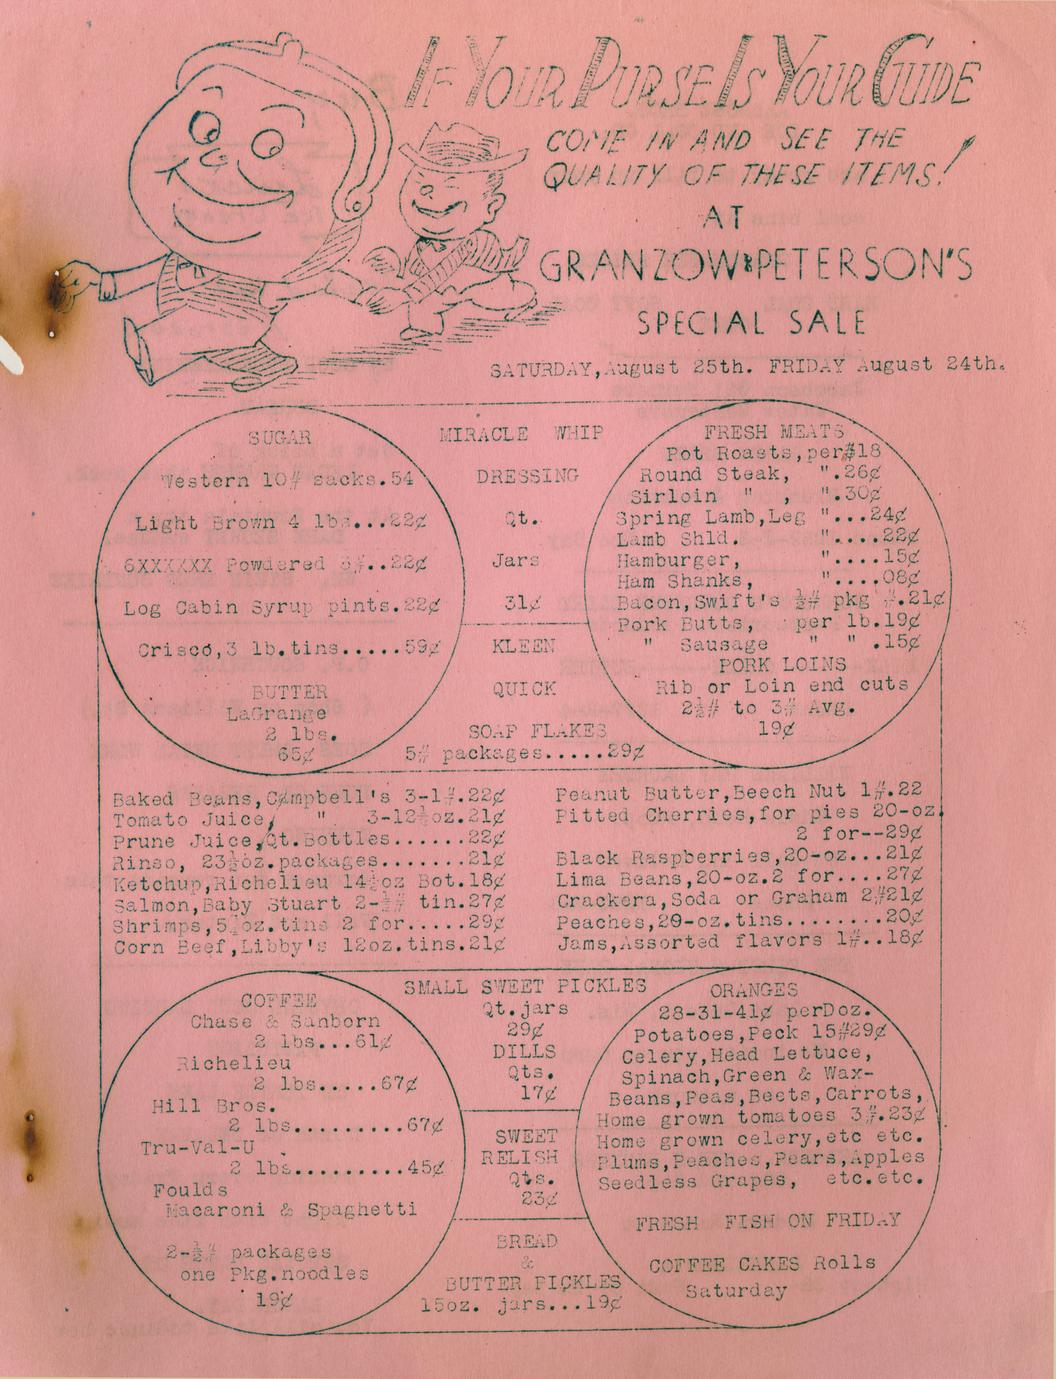 IF YOUR PURSE IS YOUR GUIDE
COME IN AND SEE THE
QUALITY OF THESE ITEMS!
AT
GRANZOW & PETERSON'S
SPECIAL SALE
SATURDAY, August 25th. FRIDAY August 24th.
SUGAR
Western 10# sacks.54
Light Brown 4 lbs...22¢
6XXXXXX Powdered #..22¢
Log Cabin Syrup pints.22¢
Crisco,3 lb.tins.....59¢
BUTTER
LaGrange
2 lbs.
65¢
MIRACLE WHIP
DRESSING
Qt.
Jars
31¢
KLEEN
QUICK
SOAP FLAKES
5# packages.....29¢
FRESH MEATS
Pot Roasts,per#18
Round Steak, ".26¢
Sirloin " , ".30¢
Spring Lamb,Leg "...24¢
Lamb Shld. "....22¢
Hamburger, "....15¢
Ham Shanks, "....08¢
Bacon,Swift's ½# pkg #.21¢
Pork Butts, per lb.19¢
" Sausage " " .15¢
PORK LOINS
Rib or Loin end cuts
2½# to 3# Avg.
19¢
Baked Beans,Campbell's 3-1#.22¢
Tomato Juice, " 3-12½oz.21¢
Prune Juice,Qt.Bottles......22¢
Rinso, 23½oz.packages.......21¢
Ketchup,Richelieu 14½oz Bot.18¢
Salmon,Baby Stuart 2-½# tin.27¢
Shrimps, tins 2 for.....29¢
Corn Beef,Libby's 12oz.tins.21¢
Peanut Butter,Beech Nut 1#.22
Pitted Cherries,for pies 20-oz.
2 for--29¢
Black Raspberries,20-oz...21¢
Lima Beans,20-oz.2 for....27¢
Crackera,Soda or Graham 2#21¢
Peaches,29-oz.tins........20¢
Jams,Assorted flavors 1#..18¢
COFFEE
Chase & Sanborn
2 lbs...61¢
Richelieu
2 lbs.....67¢
Hill Bros.
2 lbs.........67¢
Tru-Val-U
2 lbs.........45¢
Foulds
Macaroni & Spaghetti
2-½# packages
one Pkg.noodles
19¢
SMALL SWEET PICKLES
Qt.jars
29¢
DILLS
Qts.
17¢
SWEET
RELISH
Qts.
23¢
BREAD
&
BUTTER PICKLES
15oz. jars...19¢
ORANGES
28-31-41¢ perDoz.
Potatoes,Peck 15#29¢
Celery,Head Lettuce,
Spinach,Green & Wax-
Beans,Peas,Beets,Carrots,
Home grown tomatoes 3#.23¢
Home grown celery,etc etc.
Plums,Peaches,Pears,Apples
Seedless Grapes, etc.etc.
FRESH FISH ON FRIDAY
COFFEE CAKES Rolls
Saturday